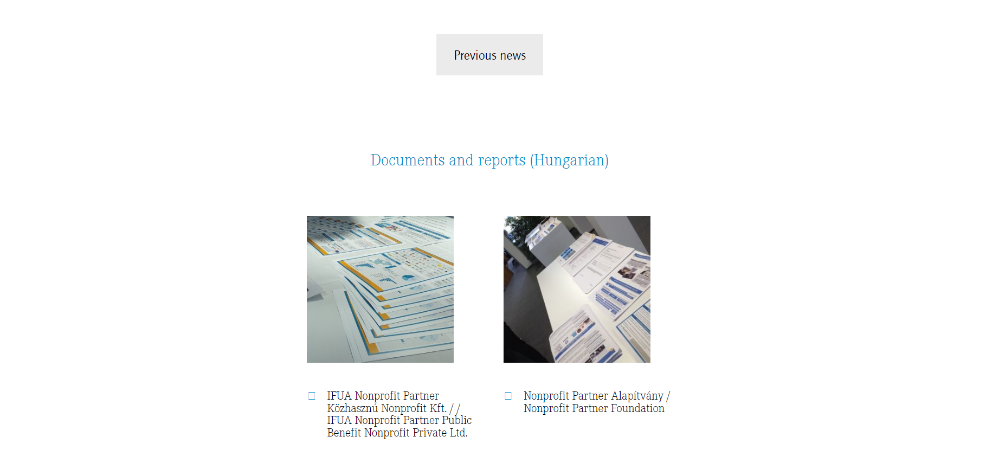 Previous news
Documents and reports (Hungarian)
IFUA Nonprofit Partner
Közhasznú Nonprofit Kft. / /
IFUA Nonprofit Partner Public
Benefit Nonprofit Private Ltd.
Nonprofit Partner Alapítvány /
Nonprofit Partner Foundation